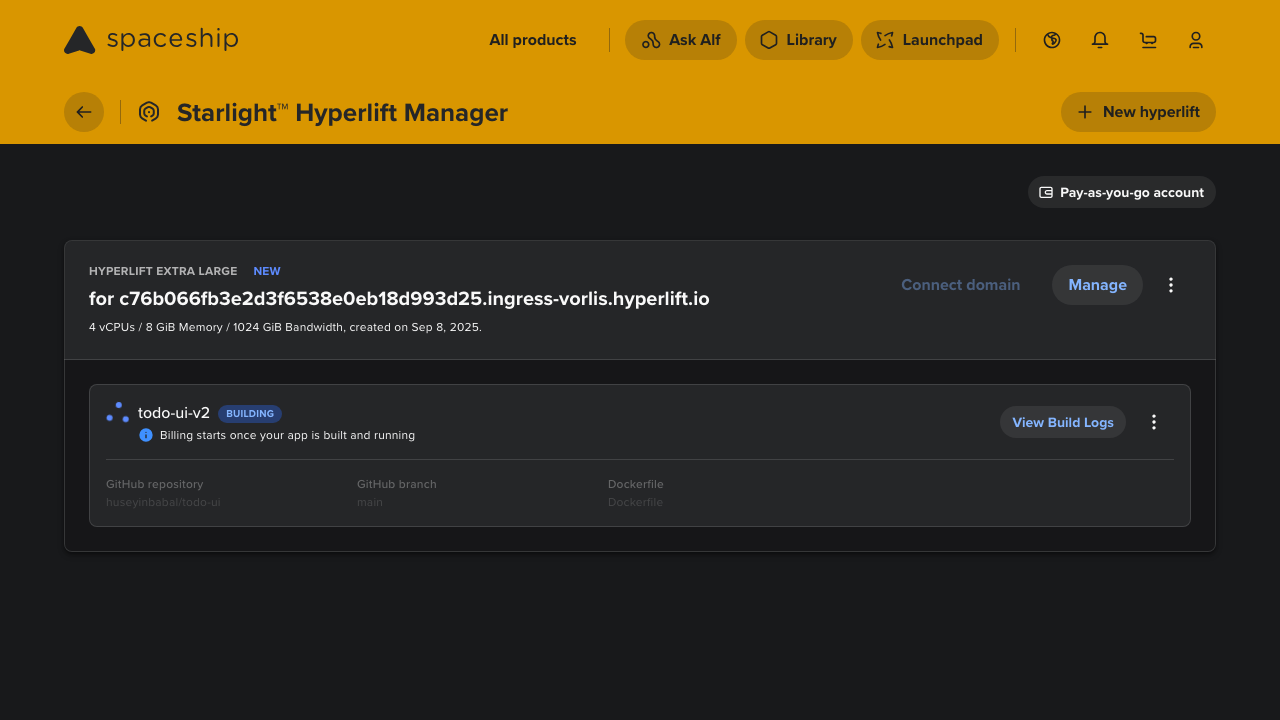 spaceship
All products
Ask Alf
Library
Launchpad
Starlight™ Hyperlift Manager
New hyperlift
Pay-as-you-go account
HYPERLIFT EXTRA LARGE NEW
for c76b066fb3e2d3f6538e0eb18d993d25.ingress-vorlis.hyperlift.io
4 vCPUs / 8 GiB Memory / 1024 GiB Bandwidth, created on Sep 8, 2025.
Connect domain
Manage
todo-ui-v2 BUILDING
Billing starts once your app is built and running
View Build Logs
GitHub repository
huseyinbabal/todo-ui
GitHub branch
main
Dockerfile
Dockerfile